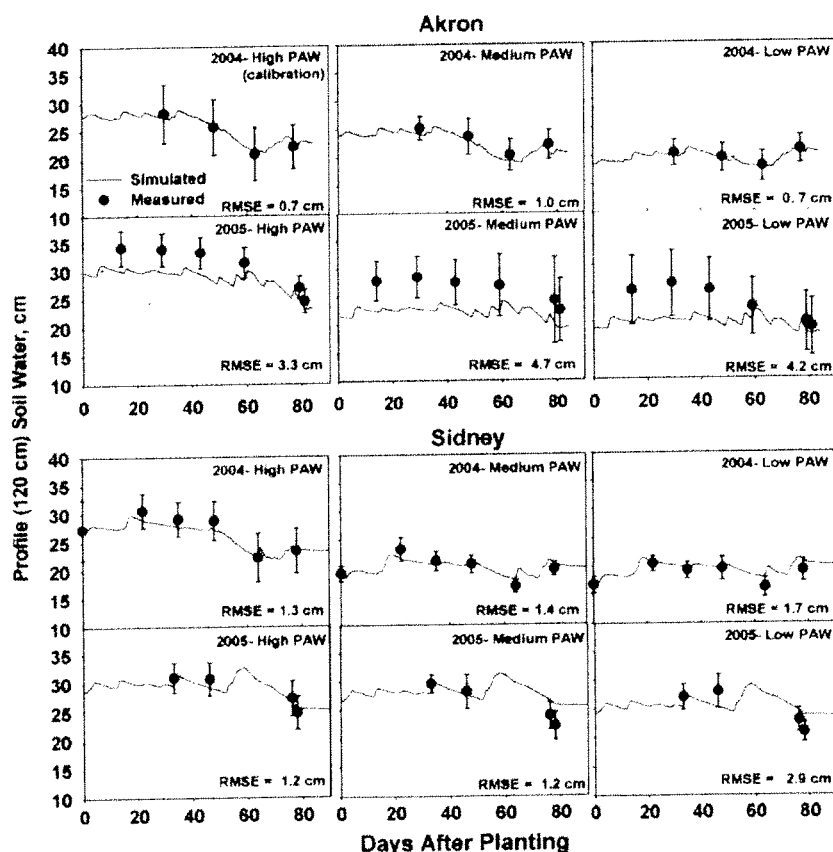 Akron
2004- High PAW
(calibration)
2004- Medium PAW
2004- Low PAW
40
35
30
25
20
15
10
Simulated
Measured
RMSE = 0.7 cm
RMSE = 1.0 cm
RMSE = 0.7 cm
2005- High PAW
2005- Medium PAW
2005- Low PAW
35
30
25
20
15
10
RMSE = 3.3 cm
RMSE = 4.7 cm
RMSE = 4.2 cm
0 20 40 60 80 0 20 40 60 80 0 20 40 60 80
Profile (120 cm) Soil Water, cm
Sidney
2004- High PAW
2004- Medium PAW
2004- Low PAW
40
35
30
25
20
15
10
RMSE = 1.3 cm
RMSE = 1.4 cm
RMSE = 1.7 cm
2005- High PAW
2005- Medium PAW
2005- Low PAW
35
30
25
20
15
10
RMSE = 1.2 cm
RMSE = 1.2 cm
RMSE = 2.9 cm
0 20 40 60 80 0 20 40 60 80 0 20 40 60 80
Days After Planting